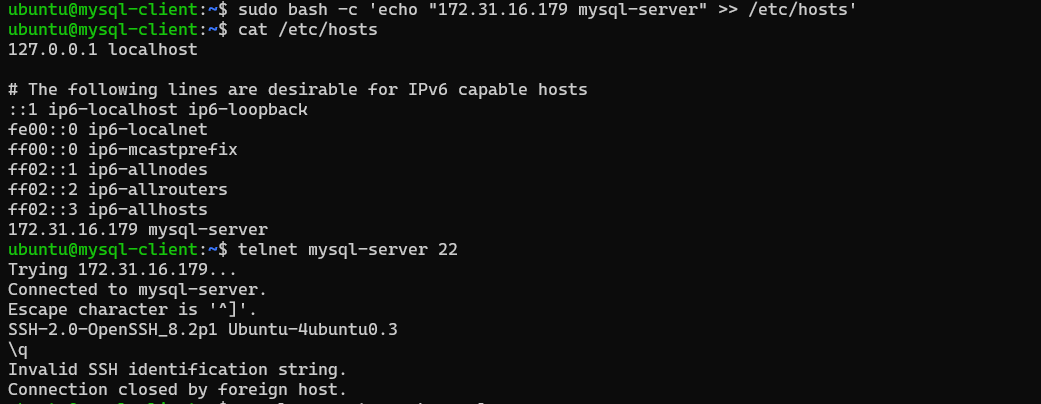 ubuntu@mysql-client:~$ sudo bash -c 'echo "172.31.16.179 mysql-server" >> /etc/hosts'
ubuntu@mysql-client:~$ cat /etc/hosts
127.0.0.1 localhost
# The following lines are desirable for IPv6 capable hosts
::1 ip6-localhost ip6-loopback
fe00::0 ip6-localnet
ff00::0 ip6-mcastprefix
ff02::1 ip6-allnodes
ff02::2 ip6-allrouters
ff02::3 ip6-allhosts
172.31.16.179 mysql-server
ubuntu@mysql-client:~$ telnet mysql-server 22
Trying 172.31.16.179...
Connected to mysql-server.
Escape character is '^]'.
SSH-2.0-OpenSSH_8.2p1 Ubuntu-4ubuntu0.3
\q
Invalid SSH identification string.
Connection closed by foreign host.